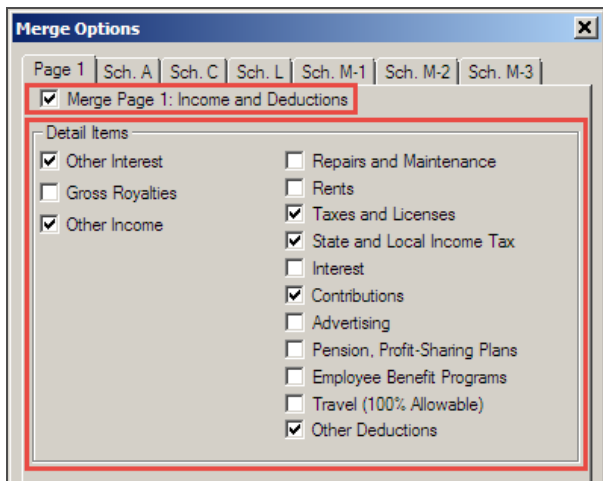 Merge Options
Page 1 Sch. A Sch. C Sch. L Sch. M-1 Sch. M-2 Sch. M-3
Merge Page 1: Income and Deductions
Detail Items
Other Interest
Gross Royalties
Other Income
Repairs and Maintenance
Rents
Taxes and Licenses
State and Local Income Tax
Interest
Contributions
Advertising
Pension, Profit-Sharing Plans
Employee Benefit Programs
Travel (100% Allowable)
Other Deductions